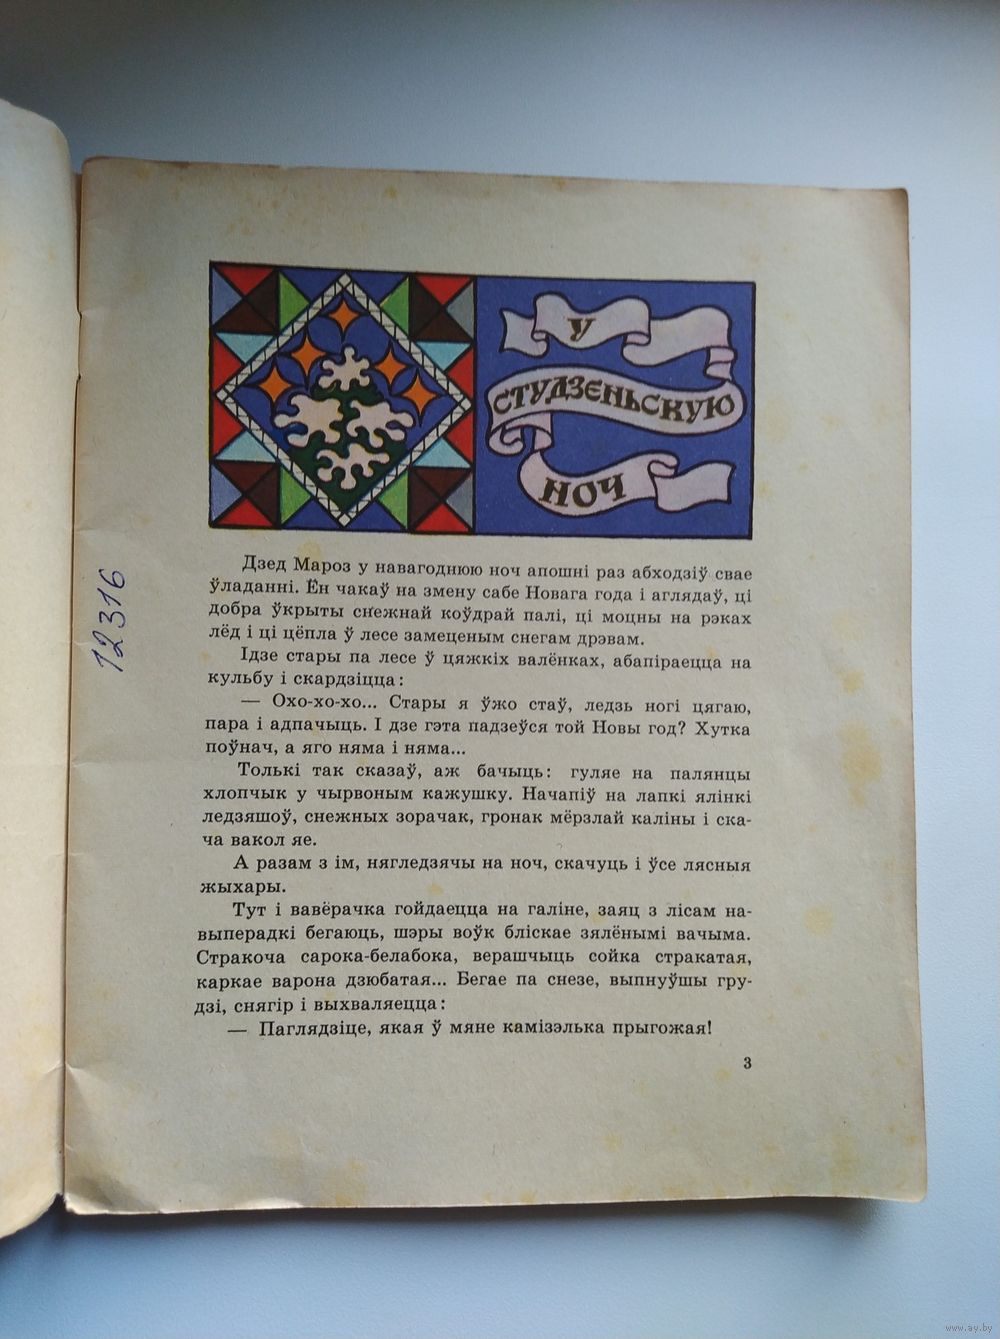 У
СТУДЗЕНЬСКУЮ
НОЧ
12316
Дзед Мароз у навагоднюю ноч апошні раз абходзіў свае
ўладанні. Ён чакаў на змену сабе Новага года і аглядаў, ці
добра ўкрыты снежнай коўдрай палі, ці моцны на рэках
лёд і ці цёпла ў лесе замеценым снегам дрэвам.
Ідзе стары па лесе ў цяжкіх валёнках, абапіраецца на
кульбу і скардзіцца:
— Охо-хо-хо... Стары я ўжо стаў, ледзь ногі цягаю,
пара і адпачыць. І дзе гэта падзеўся той Новы год? Хутка
поўнач, а яго няма і няма...
Толькі так сказаў, аж бачыць: гуляе на палянцы
хлопчык у чырвоным кажушку. Начапіў на лапкі ялінкі
ледзяшоў, снежных зорачак, гронак мёрзлай каліны і ска-
ча вакол яе.
А разам з ім, нягледзячы на ноч, скачуць і ўсе лясныя
жыхары.
Тут і вавёрачка гойдаецца на галіне, заяц з лісам на-
выперадкі бегаюць, шэры воўк бліскае зялёнымі вачыма.
Стракоча сарока-белабока, верашчыць сойка стракатая,
каркае варона дзюбатая... Бегае па снезе, выпнуўшы гру-
дзі, снягір і выхваляецца:
— Паглядзіце, якая ў мяне камізэлька прыгожая!
3
www.ay.by